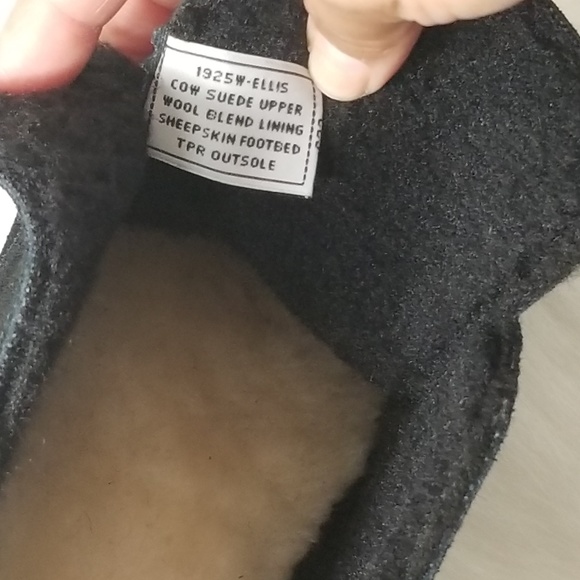 1925W-ELLIS
COW SUEDE UPPER
WOOL BLEND LINING
SHEEPSKIN FOOTBED
TPR OUTSOLE